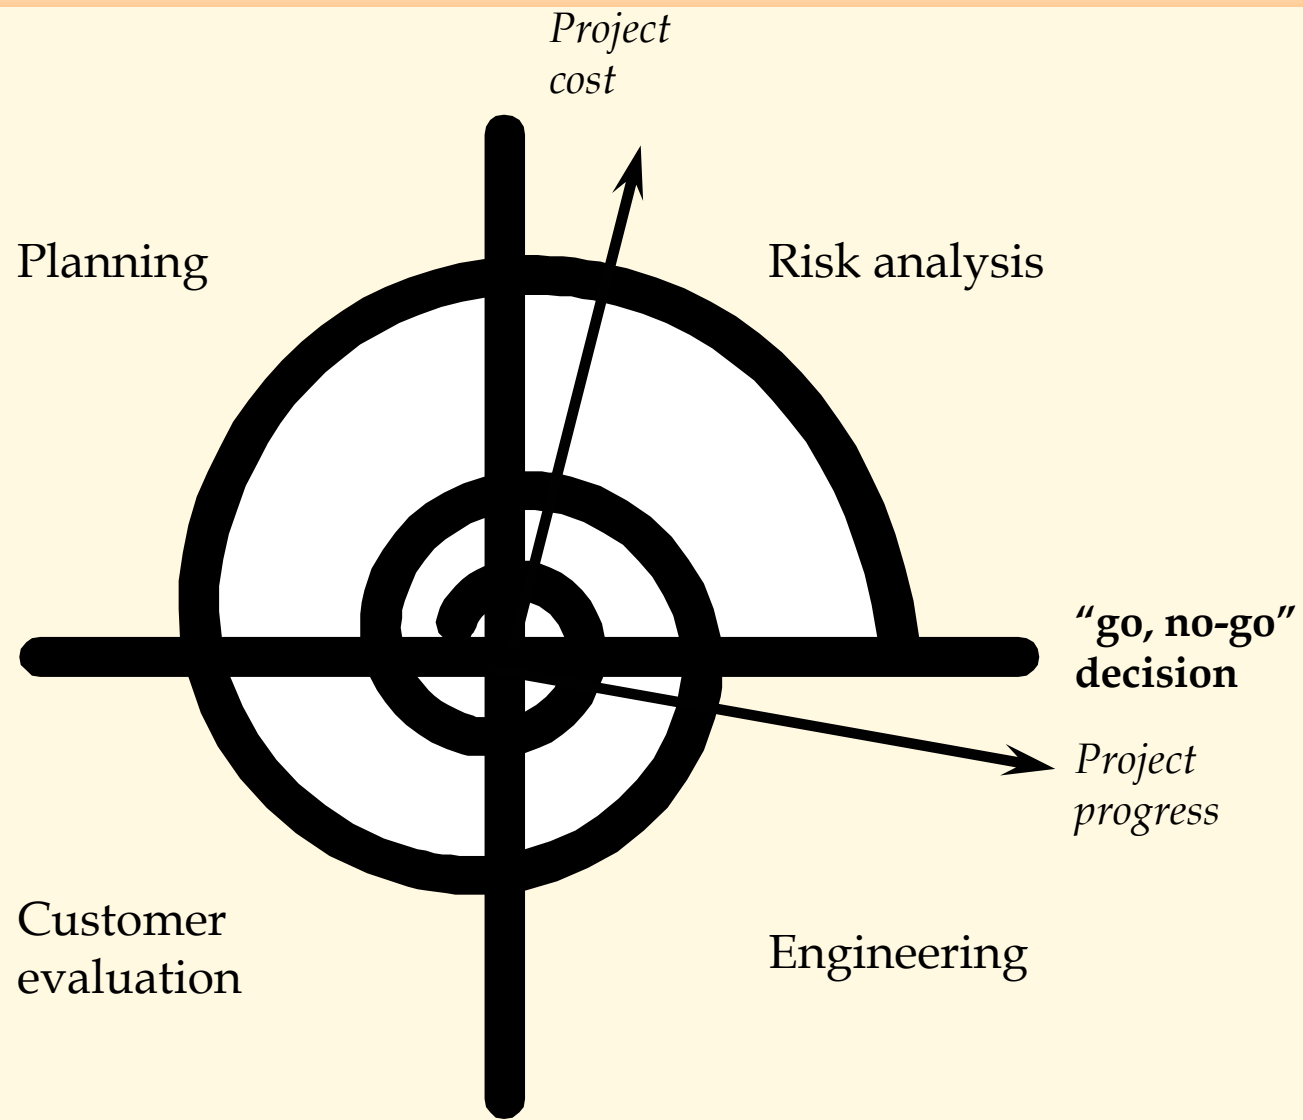 Project
cost
Planning
Risk analysis
“go, no-go”
decision
Project
progress
Customer
evaluation
Engineering